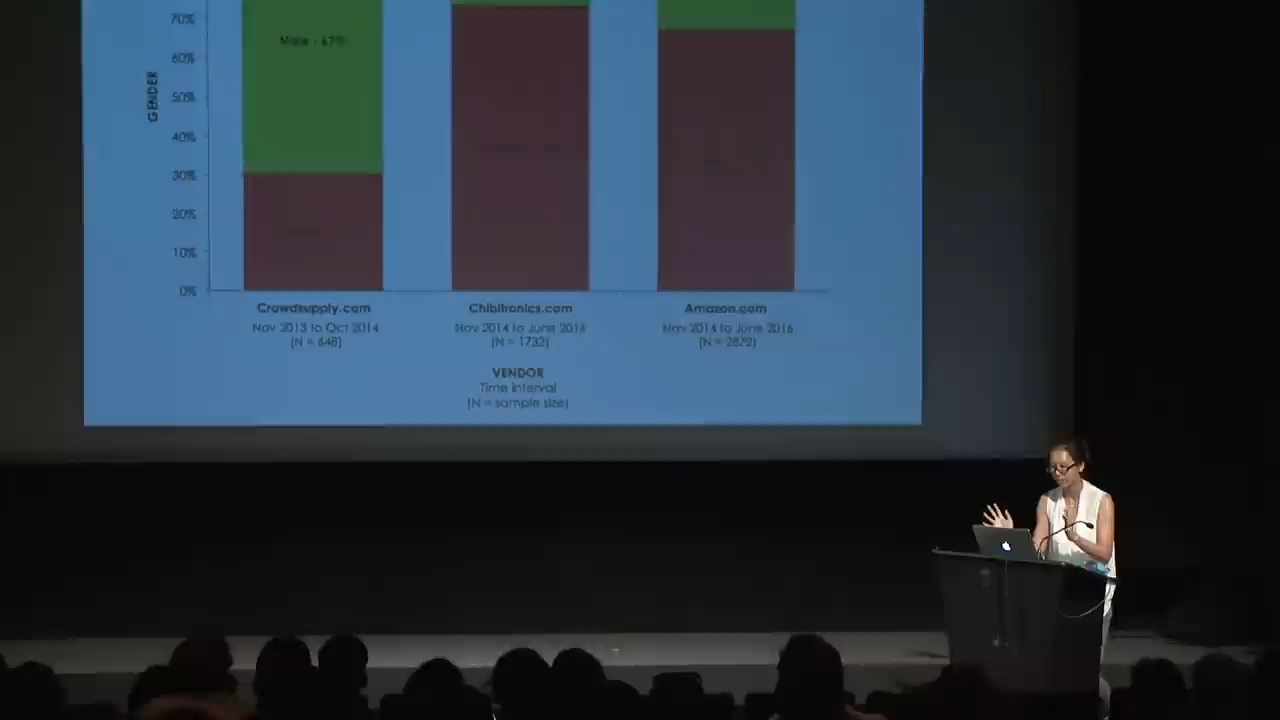 70%
Male - 67%
60%
GENDER
50%
40%
30%
20%
10%
0%
Crowdsupply.com
Chibitronics.com
Amazon.com
Nov 2013 to Oct 2014
Nov 2014 to June 2016
Nov 2014 to June 2016
(N = 648)
(N = 1732)
(N = 2872)
VENDOR
Time interval
(N = sample size)